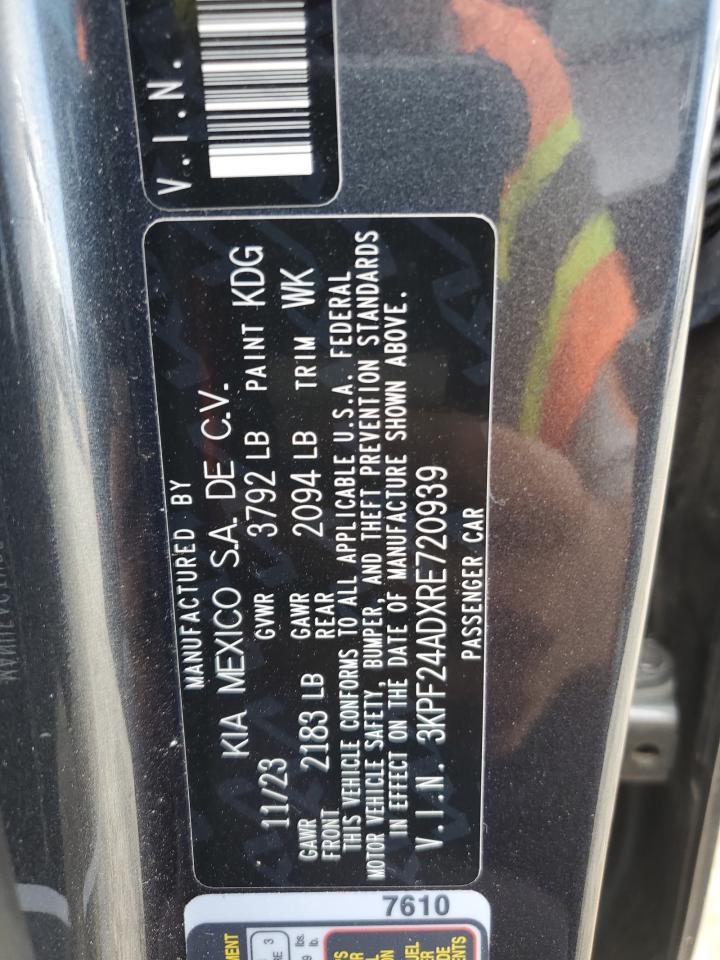 V.I.N.
MANUFACTURED BY
KIA MEXICO S.A. DE C.V.
11/23 GVWR 3792 LB PAINT KDG
GAWR FRONT 2183 LB GAWR REAR 2094 LB TRIM WK
THIS VEHICLE CONFORMS TO ALL APPLICABLE U.S.A. FEDERAL
MOTOR VEHICLE SAFETY, BUMPER, AND THEFT PREVENTION STANDARDS
IN EFFECT ON THE DATE OF MANUFACTURE SHOWN ABOVE.
V.I.N. 3KPF24ADXRE720939
PASSENGER CAR
7610